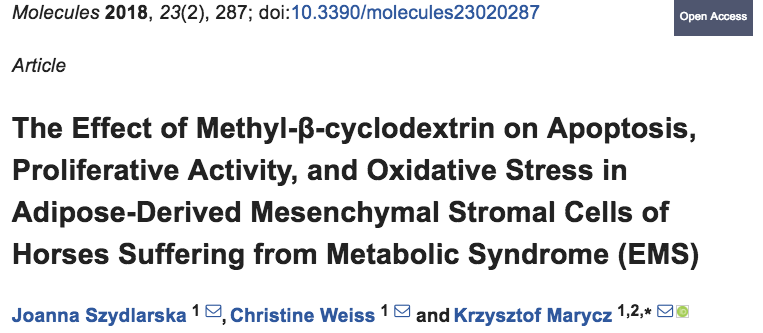 Molecules 2018, 23(2), 287; doi:10.3390/molecules23020287
Open Access
Article
The Effect of Methyl-β-cyclodextrin on Apoptosis,
Proliferative Activity, and Oxidative Stress in
Adipose-Derived Mesenchymal Stromal Cells of
Horses Suffering from Metabolic Syndrome (EMS)
Joanna Szydlarska 1, Christine Weiss 1 and Krzysztof Marycz 1,2,*